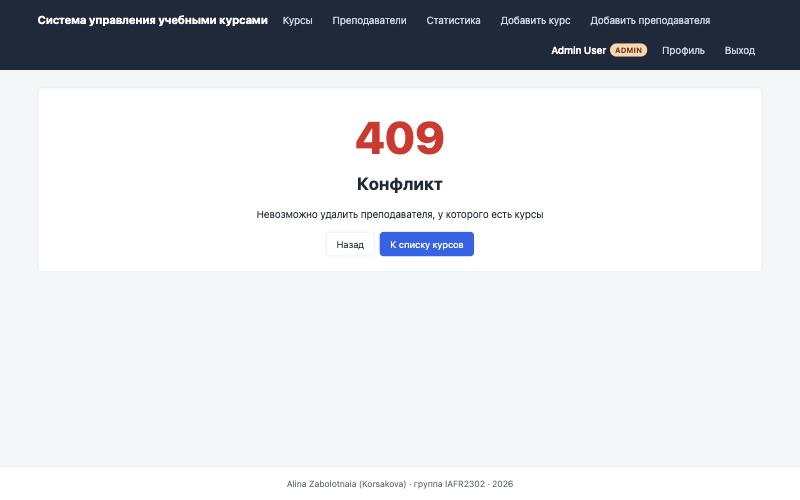 Система управления учебными курсами Курсы Преподаватели Статистика Добавить курс Добавить преподавателя
Admin User ADMIN Профиль Выход
409
Конфликт
Невозможно удалить преподавателя, у которого есть курсы
Назад К списку курсов
Alina Zabolotnaia (Korsakova) · группа IAFR2302 · 2026